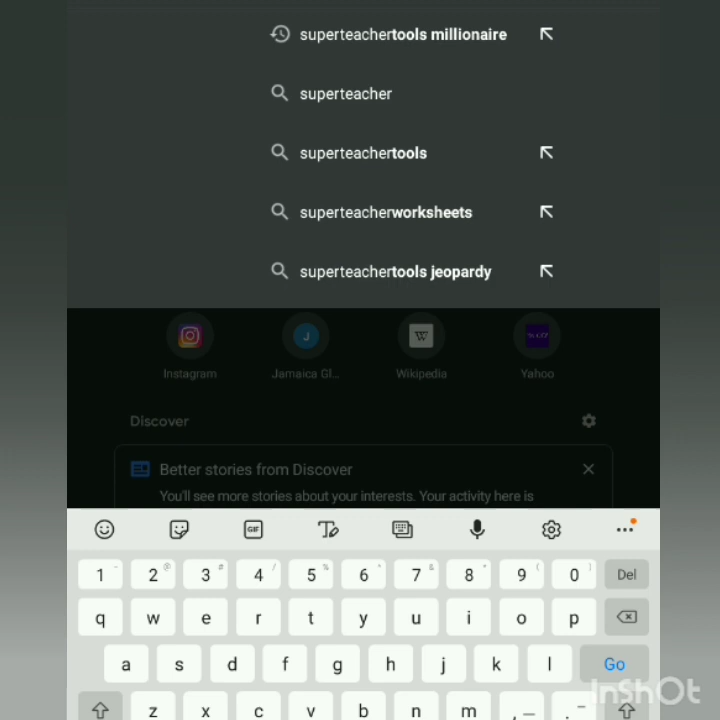 superteachertools millionaire
superteacher
superteachertools
superteacherworksheets
superteachertools jeopardy
Instagram
J
Jamaica Gl...
W
Wikipedia
Yahoo
Discover
Better stories from Discover
You'll see more stories about your interests. Your activity here is
GIF
1 2 3 4 5 6 7 8 9 0 Del
q w e r t y u i o p
a s d f g h j k l Go
z x c v b n m , .
InShOt